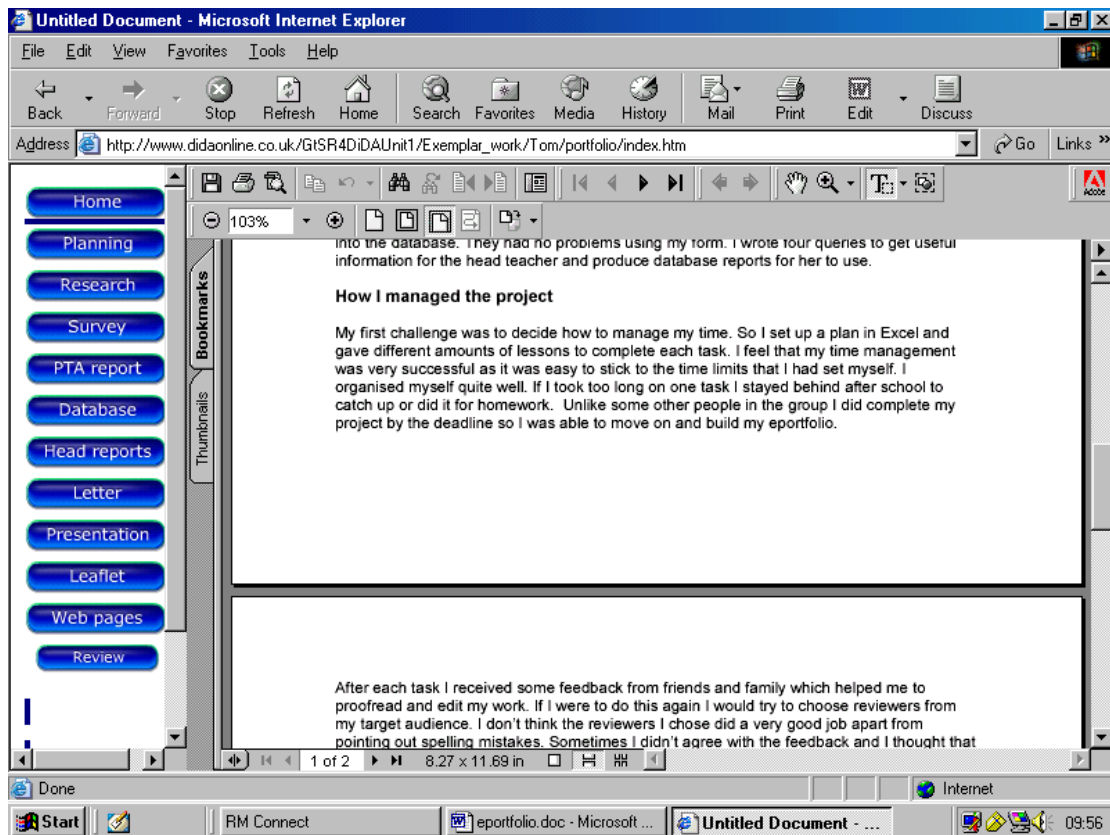 Untitled Document - Microsoft Internet Explorer
File Edit View Favorites Tools Help
Back Forward Stop Refresh Home Search Favorites Media History Mail Print Edit Discuss
Address http://www.didaonline.co.uk/GtSR4DiDAUnit1/Exemplar_work/Tom/portfolio/index.htm Go Links »
Home
Planning
Research
Survey
PTA report
Database
Head reports
Letter
Presentation
Leaflet
Web pages
Review
Adobe
103%
Bookmarks
Thumbnails
into the database. They had no problems using my form. I wrote four queries to get useful
information for the head teacher and produce database reports for her to use.
How I managed the project
My first challenge was to decide how to manage my time. So I set up a plan in Excel and
gave different amounts of lessons to complete each task. I feel that my time management
was very successful as it was easy to stick to the time limits that I had set myself. I
organised myself quite well. If I took too long on one task I stayed behind after school to
catch up or did it for homework.  Unlike some other people in the group I did complete my
project by the deadline so I was able to move on and build my eportfolio.
After each task I received some feedback from friends and family which helped me to
proofread and edit my work. If I were to do this again I would try to choose reviewers from
my target audience. I don't think the reviewers I chose did a very good job apart from
pointing out spelling mistakes. Sometimes I didn't agree with the feedback and I thought that
1 of 2 8.27 x 11.69 in
Done Internet
Start RM Connect eportfolio.doc - Microsoft ... Untitled Document - ... 09:56